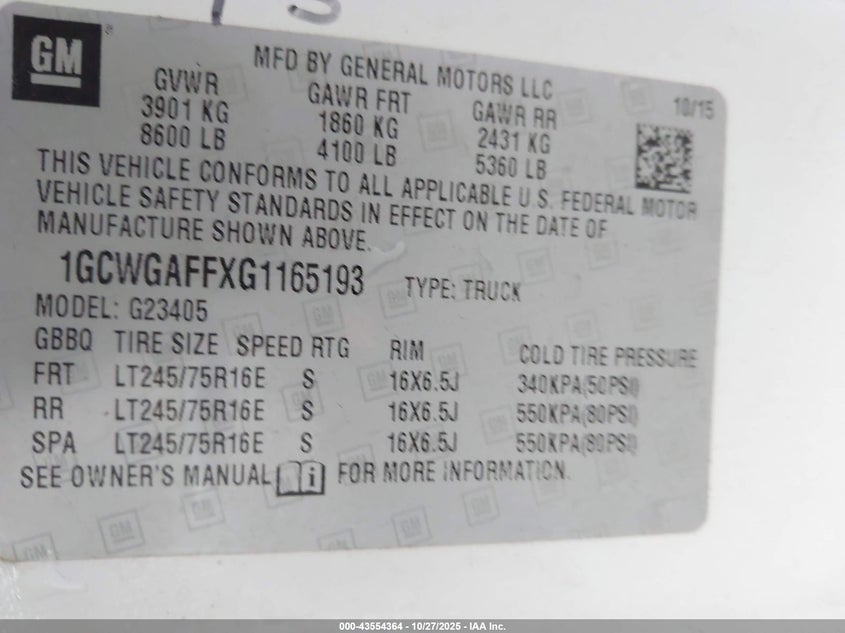 GM
®
MFD BY GENERAL MOTORS LLC
10/15
GVWR GAWR FRT GAWR RR
3901 KG 1860 KG 2431 KG
8600 LB 4100 LB 5360 LB
THIS VEHICLE CONFORMS TO ALL APPLICABLE U.S. FEDERAL MOTOR
VEHICLE SAFETY STANDARDS IN EFFECT ON THE DATE OF
MANUFACTURE SHOWN ABOVE.
1GCWGAFFXG1165193 TYPE: TRUCK
MODEL: G23405
GBBQ TIRE SIZE SPEED RTG RIM COLD TIRE PRESSURE
FRT LT245/75R16E S 16X6.5J 340KPA(50PSI)
RR LT245/75R16E S 16X6.5J 550KPA(80PSI)
SPA LT245/75R16E S 16X6.5J 550KPA(80PSI)
SEE OWNER'S MANUAL i FOR MORE INFORMATION.
000-43554364 | 10/27/2025 - IAA Inc.